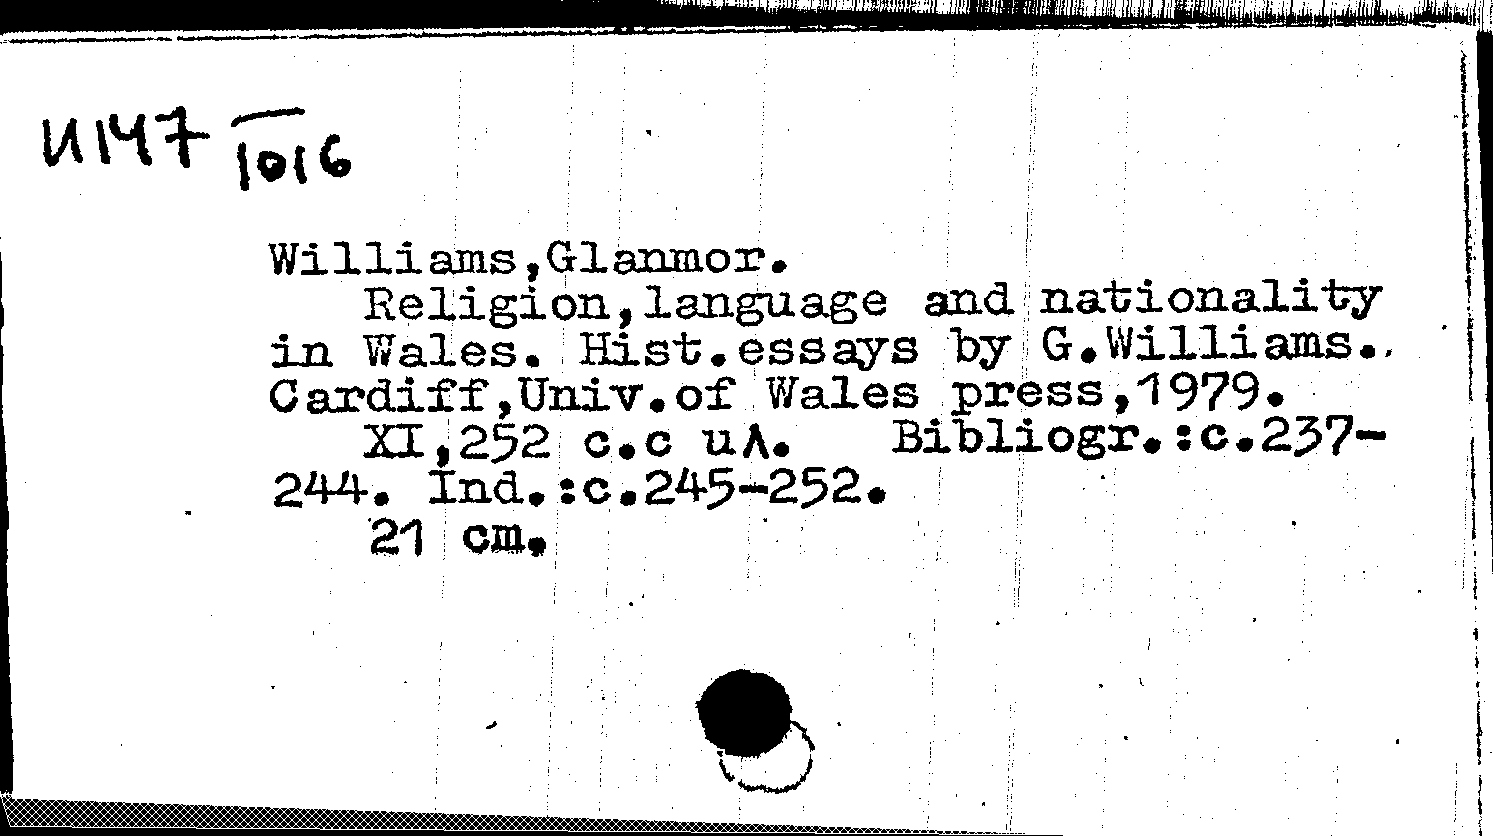 И147 1016
Williams,Glanmor.
Religion,language and nationality
in Wales. Hist.essays by G.Williams.
Cardiff,Univ.of Wales press,1979.
XI,252 c.с ил. Bibliogr.:c.237-
244. Ind.:c.245-252.
21 cm.